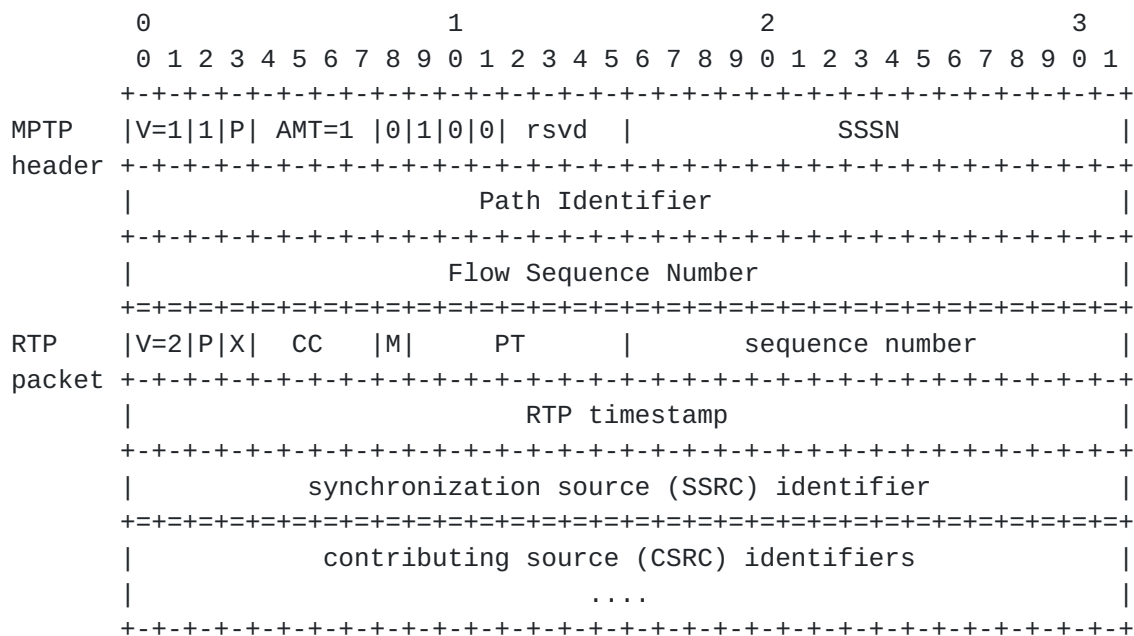 0                   1                   2                   3
        0 1 2 3 4 5 6 7 8 9 0 1 2 3 4 5 6 7 8 9 0 1 2 3 4 5 6 7 8 9 0 1
       +-+-+-+-+-+-+-+-+-+-+-+-+-+-+-+-+-+-+-+-+-+-+-+-+-+-+-+-+-+-+-+-+
MPTP   |V=1|1|P| AMT=1 |0|1|0|0| rsvd  |             SSSN              |
header +-+-+-+-+-+-+-+-+-+-+-+-+-+-+-+-+-+-+-+-+-+-+-+-+-+-+-+-+-+-+-+-+
       |                      Path Identifier                          |
       +-+-+-+-+-+-+-+-+-+-+-+-+-+-+-+-+-+-+-+-+-+-+-+-+-+-+-+-+-+-+-+-+
       |                    Flow Sequence Number                       |
       +=+=+=+=+=+=+=+=+=+=+=+=+=+=+=+=+=+=+=+=+=+=+=+=+=+=+=+=+=+=+=+=+
RTP    |V=2|P|X|  CC   |M|     PT      |       sequence number         |
packet +-+-+-+-+-+-+-+-+-+-+-+-+-+-+-+-+-+-+-+-+-+-+-+-+-+-+-+-+-+-+-+-+
       |                         RTP timestamp                         |
       +-+-+-+-+-+-+-+-+-+-+-+-+-+-+-+-+-+-+-+-+-+-+-+-+-+-+-+-+-+-+-+-+
       |           synchronization source (SSRC) identifier            |
       +=+=+=+=+=+=+=+=+=+=+=+=+=+=+=+=+=+=+=+=+=+=+=+=+=+=+=+=+=+=+=+=+
       |            contributing source (CSRC) identifiers             |
       |                             ....                              |
       +-+-+-+-+-+-+-+-+-+-+-+-+-+-+-+-+-+-+-+-+-+-+-+-+-+-+-+-+-+-+-+-+